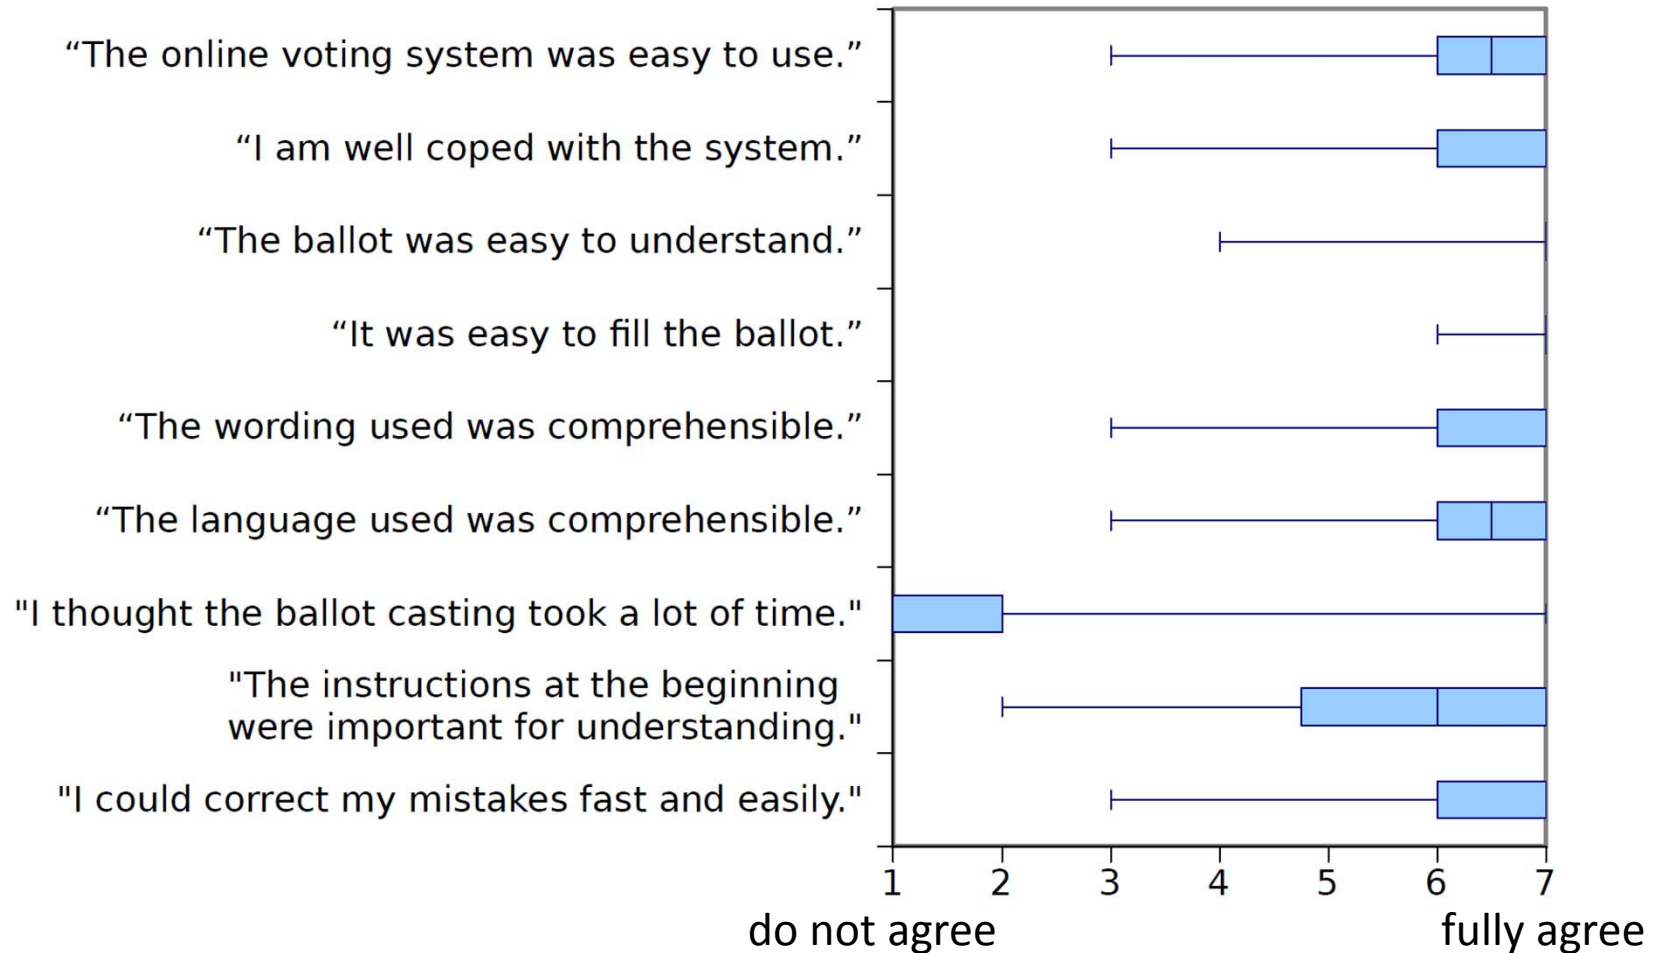 “The online voting system was easy to use.”
“I am well coped with the system.”
“The ballot was easy to understand.”
“It was easy to fill the ballot.”
“The wording used was comprehensible.”
“The language used was comprehensible.”
"I thought the ballot casting took a lot of time."
"The instructions at the beginning
were important for understanding."
"I could correct my mistakes fast and easily."
1 2 3 4 5 6 7
do not agree fully agree